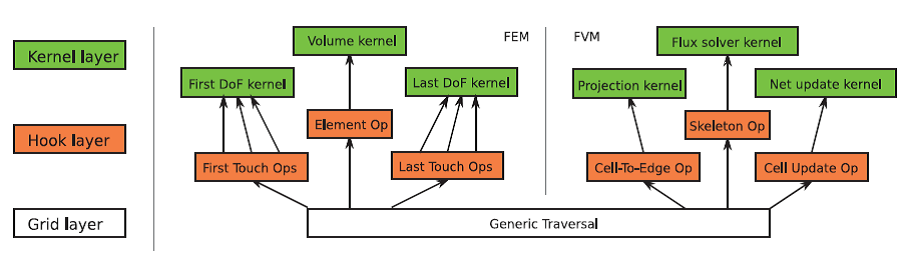 Kernel layer
Hook layer
Grid layer
FEM
Volume kernel
First DoF kernel
Last DoF kernel
Element Op
First Touch Ops
Last Touch Ops
FVM
Flux solver kernel
Projection kernel
Net update kernel
Skeleton Op
Cell-To-Edge Op
Cell Update Op
Generic Traversal